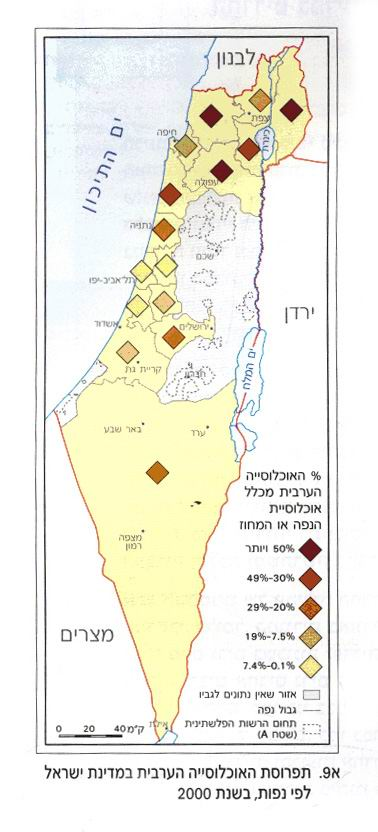 לבנון
צפת
ים התיכון
חיפה
כינרת
עפולה
נתניה
שכם
תל־אביב-יפו
ירדן
אשדוד
ירושלים
קריית גת
חברון
ים המלח
באר שבע
ערד
מצפה
רמון
מצרים
אילת
% האוכלוסייה
הערבית מכלל
אוכלוסיית
הנפה או המחוז
50% ויותר
49%-30%
29%-20%
19%-7.5%
7.4%-0.1%
אזור שאין נתונים לגביו
גבול נפה
תחום הרשות הפלשתינית
(שטח A)
0 20 40 ק"מ
א9. תפרוסת האוכלוסייה הערבית במדינת ישראל
לפי נפות, בשנת 2000